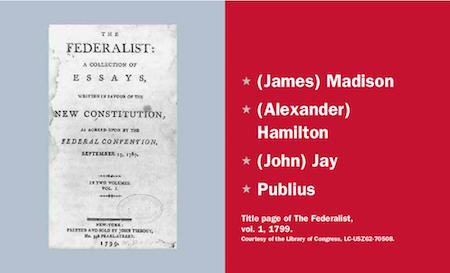 THE
FEDERALIST:
A COLLECTION OF
ESSAYS,
WRITTEN IN FAVOUR OF THE
NEW CONSTITUTION,
AS AGREED UPON BY THE
FEDERAL CONVENTION,
SEPTEMBER 17, 1787.
IN TWO VOLUMES.
VOL. I.
NEW-YORK:
PRINTED AND SOLD BY JOHN TIEBOUT,
No. 358 PEARL-STREET.
1799.
(James) Madison
(Alexander)
Hamilton
(John) Jay
Publius
Title page of The Federalist,
vol. 1, 1799.
Courtesy of the Library of Congress, LC-USZ62-70508.